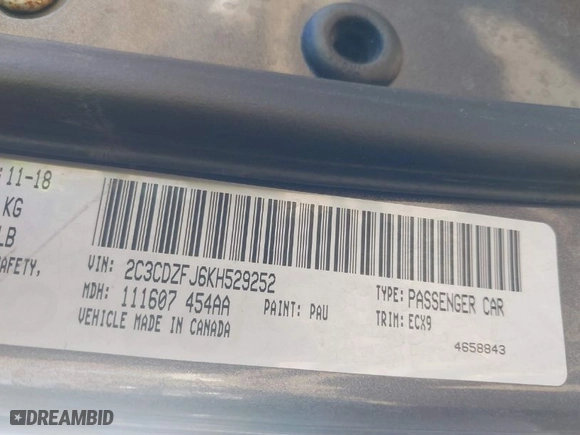 11-18
KG
LB
SAFETY,
VIN: 2C3CDZFJ6KH529252
MDH: 111607 454AA
PAINT: PAU
VEHICLE MADE IN CANADA
TYPE: PASSENGER CAR
TRIM: ECX9
4658843
DREAMBID